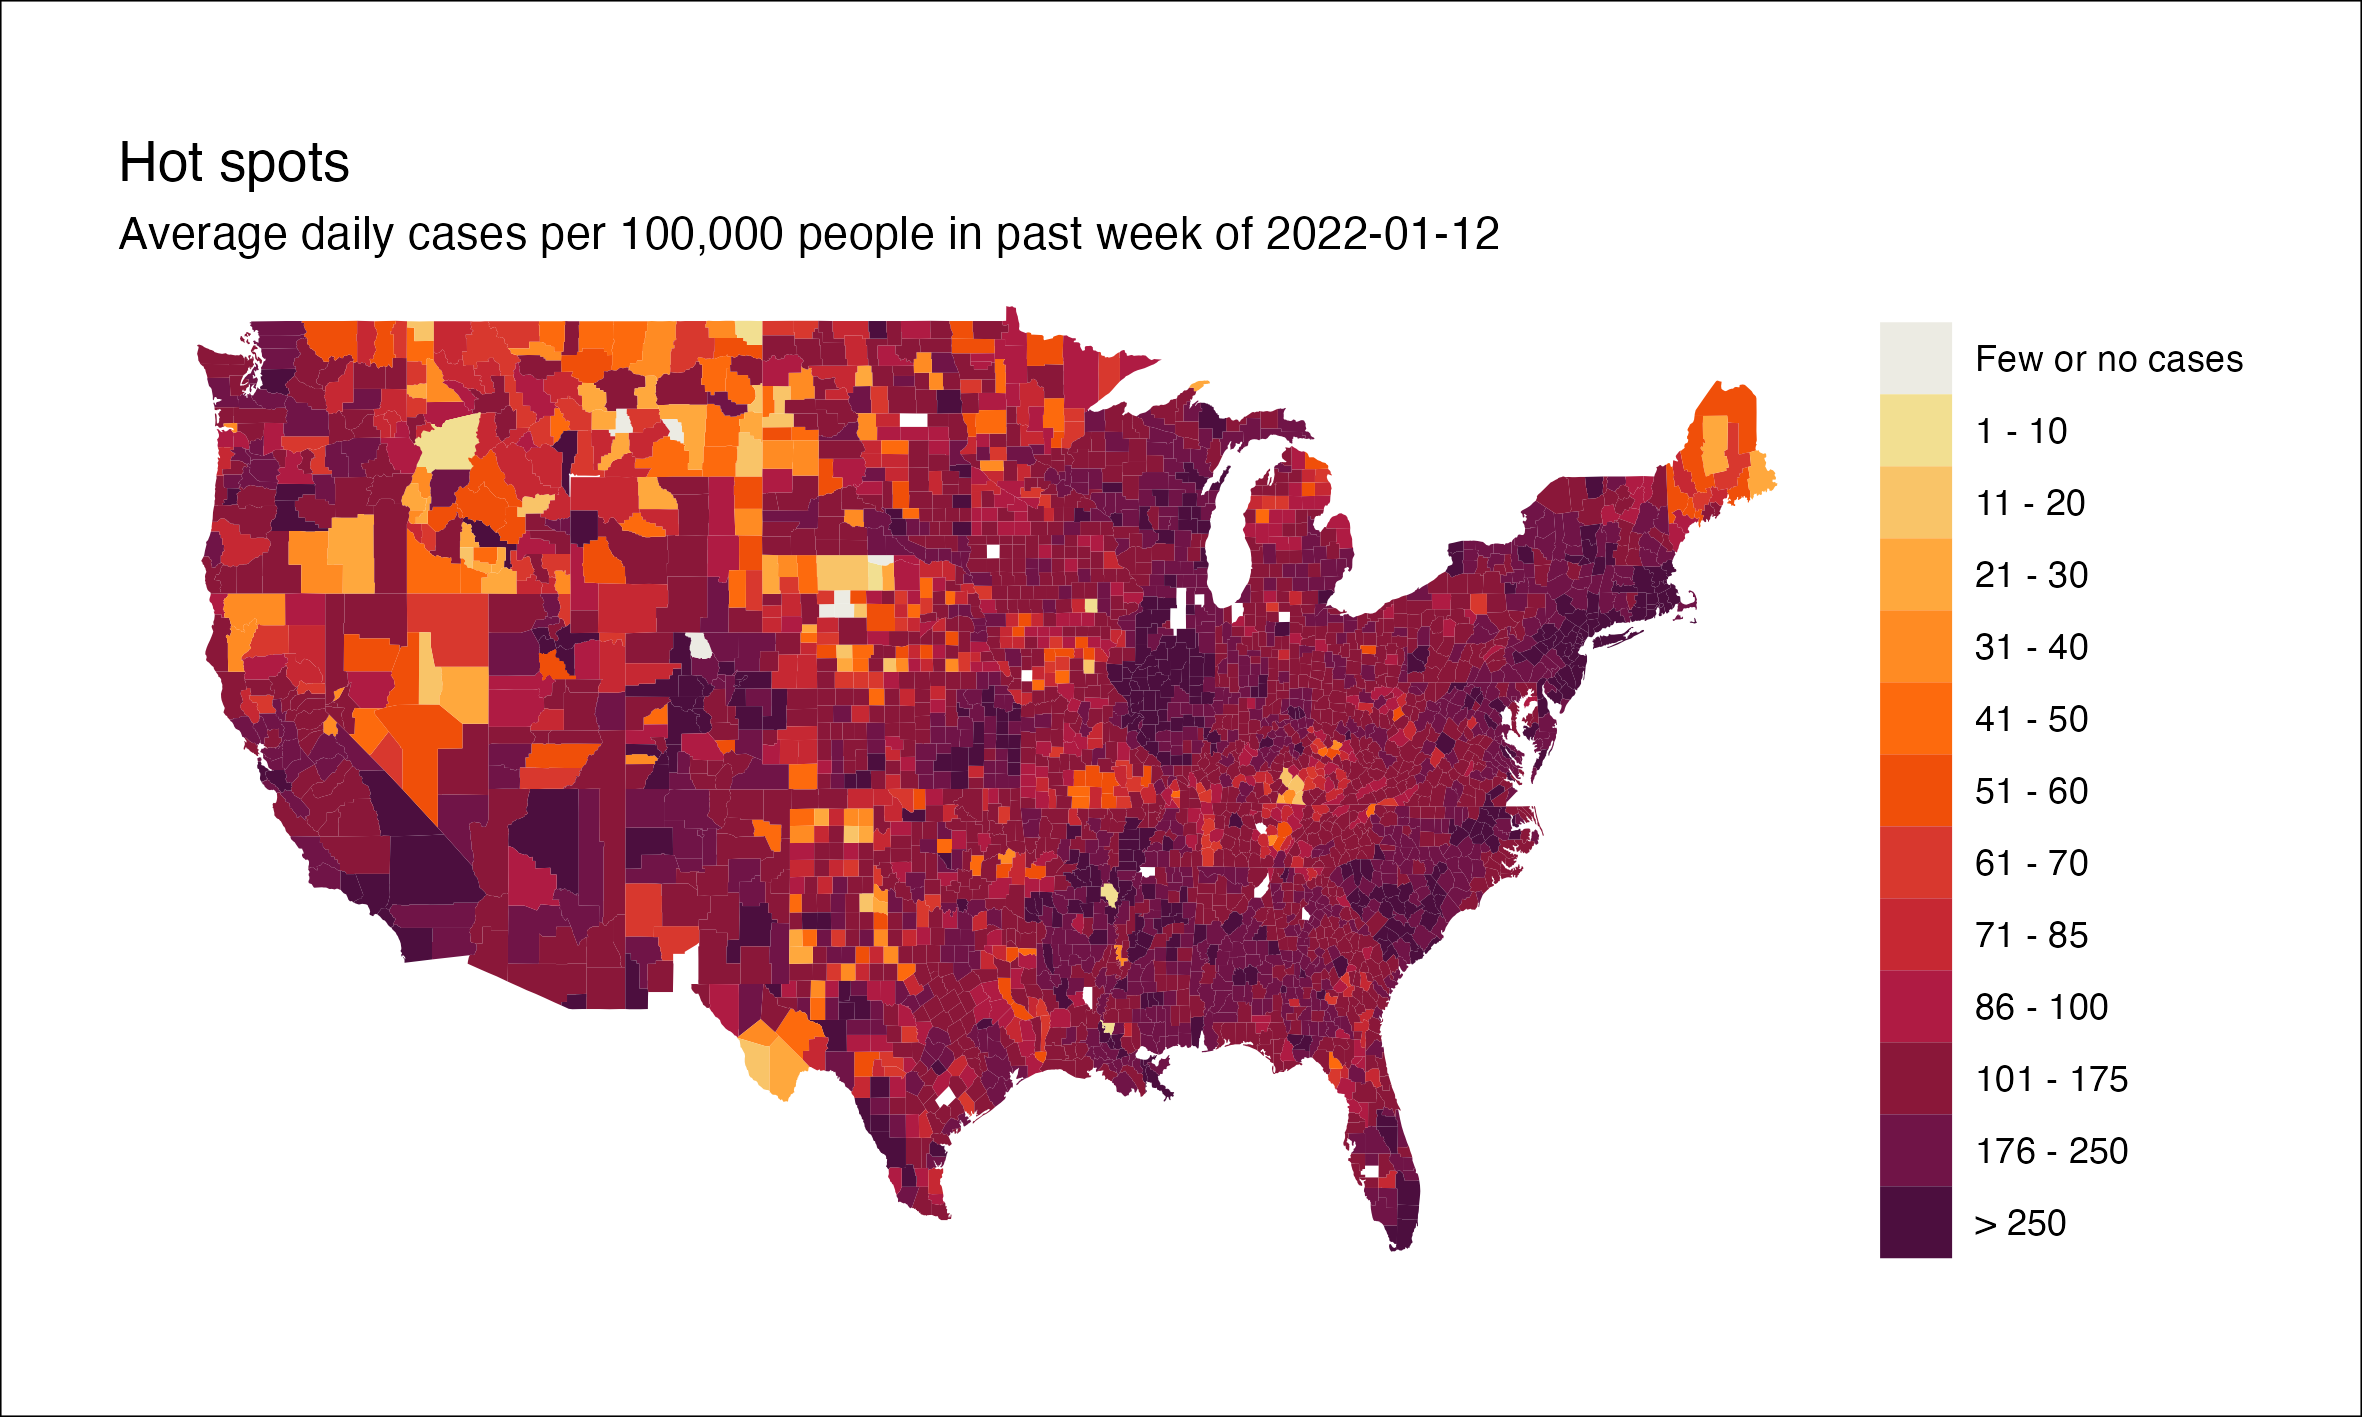 Hot spots
Average daily cases per 100,000 people in past week of 2022-01-12
Few or no cases
1 - 10
11 - 20
21 - 30
31 - 40
41 - 50
51 - 60
61 - 70
71 - 85
86 - 100
101 - 175
176 - 250
> 250